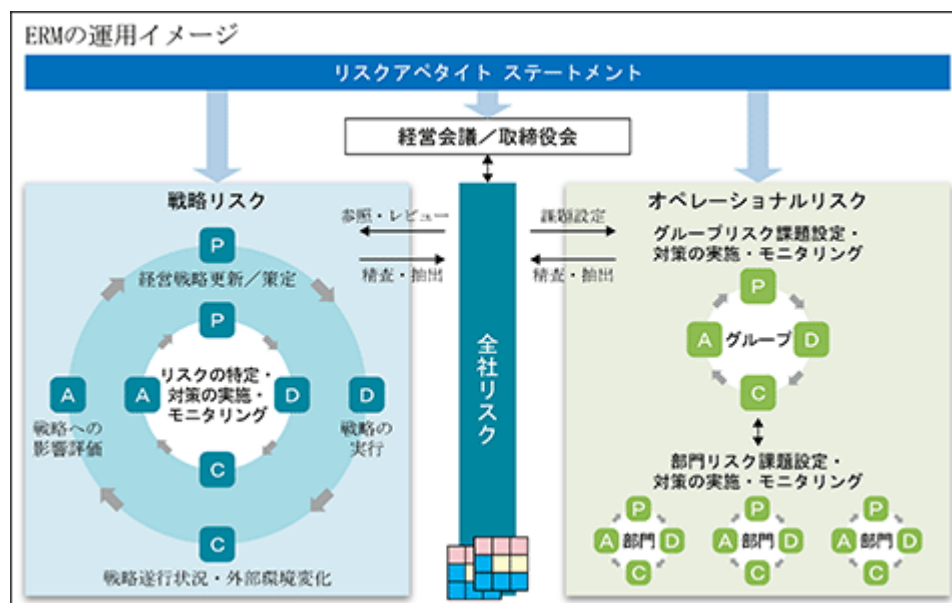 ERMの運用イメージ
リスクアペタイト ステートメント
経営会議／取締役会
戦略リスク
P
経営戦略更新／策定
P
A
リスクの特定・
対策の実施・
モニタリング
D
C
A
戦略への
影響評価
D
戦略の
実行
C
戦略遂行状況・外部環境変化
参照・レビュー
精査・抽出
全社リスク
課題設定
精査・抽出
オペレーショナルリスク
グループリスク課題設定・
対策の実施・モニタリング
P
A グループ D
C
部門リスク課題設定・
対策の実施・モニタリング
P
A 部門 D
C
P
A 部門 D
C
P
A 部門 D
C